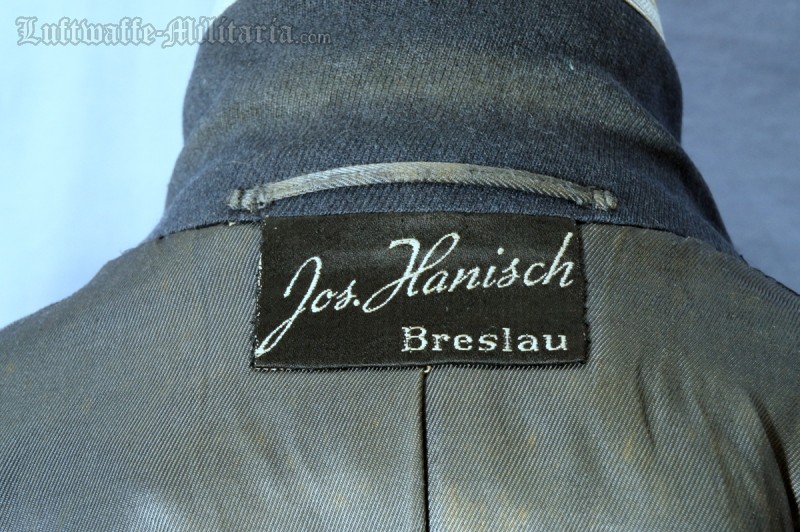 Luftwaffe-Militaria.com
Jos. Hanisch
Breslau